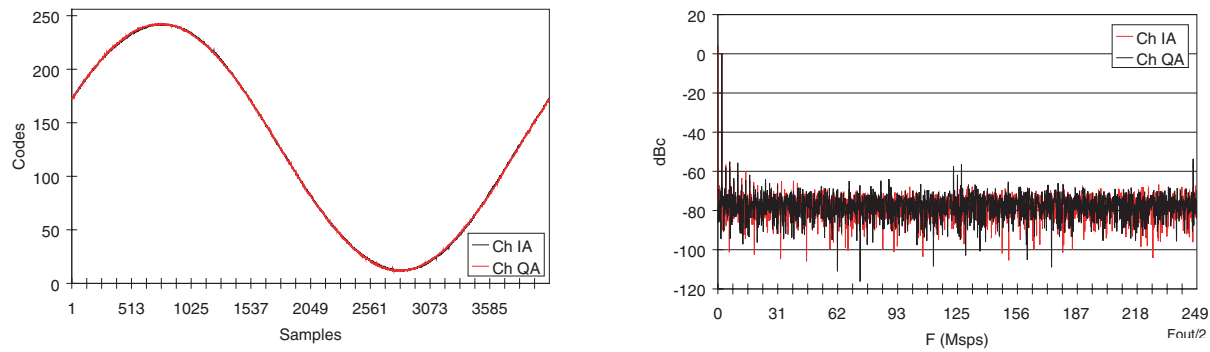 250
200
150
100
50
0
Codes
Ch IA
Ch QA
1 513 1025 1537 2049 2561 3073 3585
Samples
20
0
-20
-40
-60
-80
-100
-120
dBc
Ch IA
Ch QA
0 31 62 93 125 156 187 218 249
F (Msps)
Fout/2